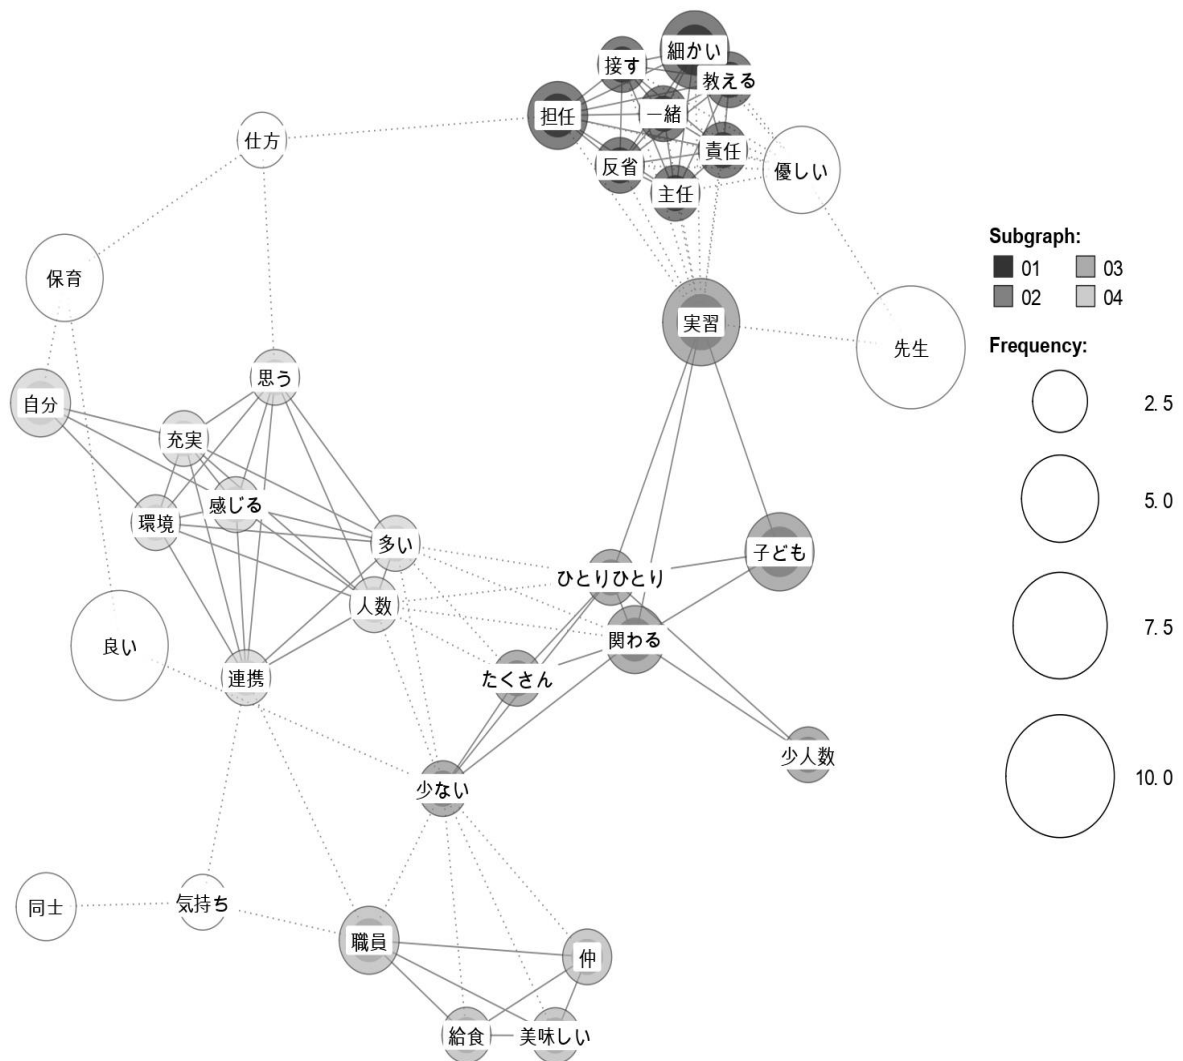 細かい
接す
教える
担任
一緒
仕方
責任
反省
優しい
主任
保育
実習
先生
思う
自分
充実
感じる
環境
多い
子ども
ひとりひとり
人数
関わる
良い
連携
たくさん
少人数
少ない
同士
気持ち
職員
仲
給食
美味しい
Subgraph:
01 03
02 04
Frequency:
2.5
5.0
7.5
10.0